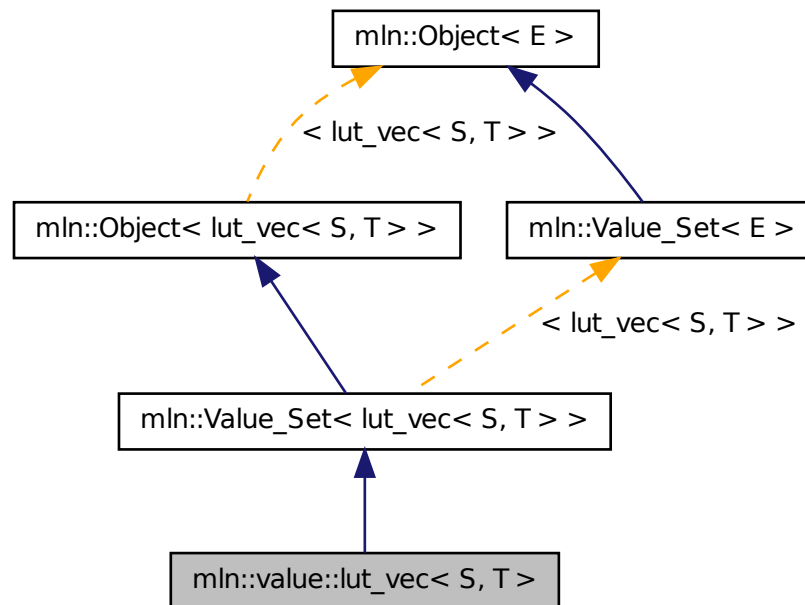 mln::Object< E >
< lut_vec< S, T > >
mln::Object< lut_vec< S, T > >
mln::Value_Set< E >
< lut_vec< S, T > >
mln::Value_Set< lut_vec< S, T > >
mln::value::lut_vec< S, T >